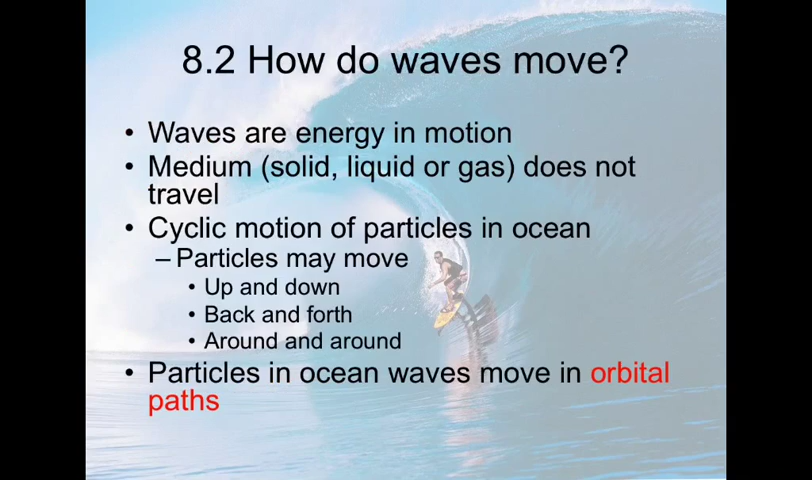 8.2 How do waves move?
• Waves are energy in motion
• Medium (solid, liquid or gas) does not
travel
• Cyclic motion of particles in ocean
– Particles may move
• Up and down
• Back and forth
• Around and around
• Particles in ocean waves move in orbital
paths